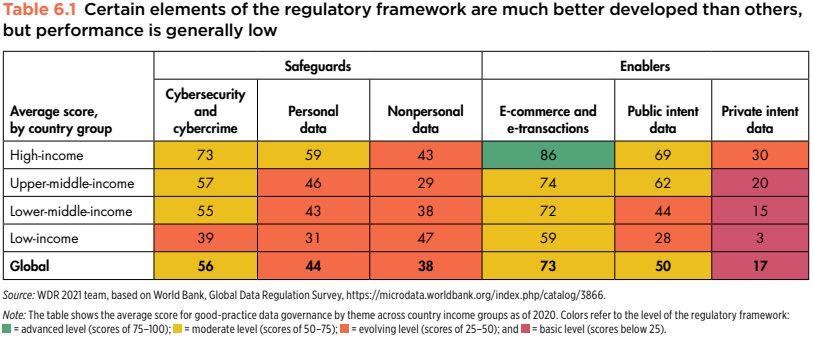 Table 6.1 Certain elements of the regulatory framework are much better developed than others,
but performance is generally low
Safeguards Enablers
Average score,
by country group
Cybersecurity
and
cybercrime
Personal
data
Nonpersonal
data
E-commerce and
e-transactions
Public intent
data
Private intent
data
High-income 73 59 43 86 69 30
Upper-middle-income 57 46 29 74 62 20
Lower-middle-income 55 43 38 72 44 15
Low-income 39 31 47 59 28 3
Global 56 44 38 73 50 17
Source: WDR 2021 team, based on World Bank, Global Data Regulation Survey, https://microdata.worldbank.org/index.php/catalog/3866.
Note: The table shows the average score for good-practice data governance by theme across country income groups as of 2020. Colors refer to the level of the regulatory framework:
= advanced level (scores of 75–100); = moderate level (scores of 50–75); = evolving level (scores of 25–50); and = basic level (scores below 25).